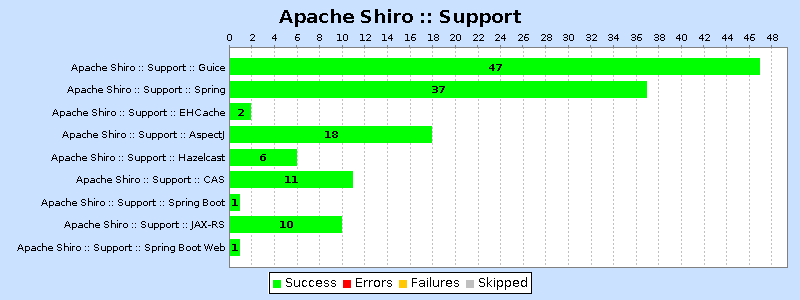 Apache Shiro :: Support
0 2 4 6 8 10 12 14 16 18 20 22 24 26 28 30 32 34 36 38 40 42 44 46 48
Apache Shiro :: Support :: Guice 47
Apache Shiro :: Support :: Spring 37
Apache Shiro :: Support :: EHCache 2
Apache Shiro :: Support :: AspectJ 18
Apache Shiro :: Support :: Hazelcast 6
Apache Shiro :: Support :: CAS 11
Apache Shiro :: Support :: Spring Boot 1
Apache Shiro :: Support :: JAX-RS 10
Apache Shiro :: Support :: Spring Boot Web 1
Success Errors Failures Skipped